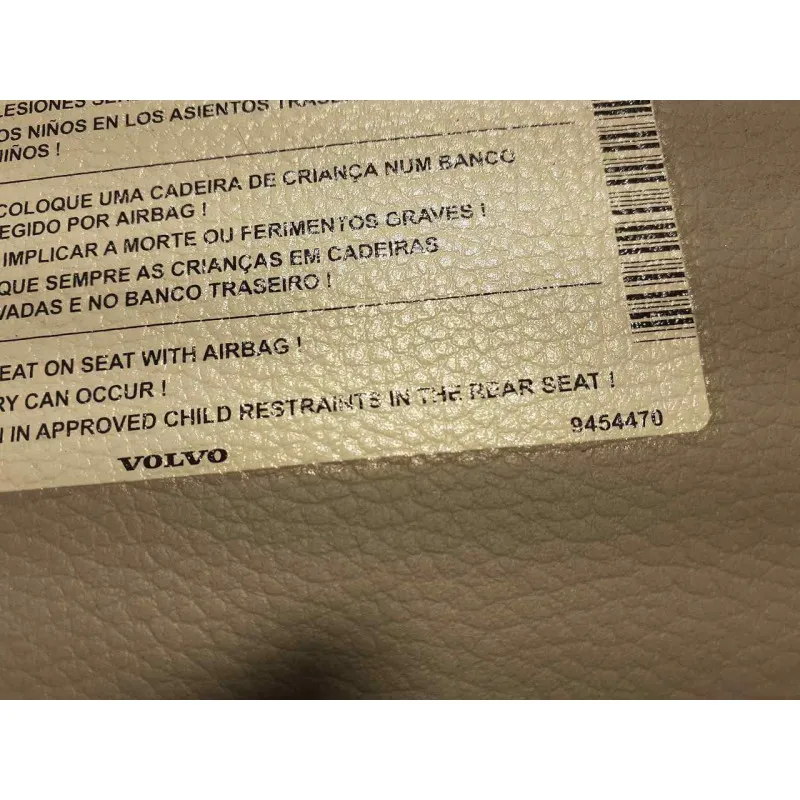 LESIONES
OS NIÑOS EN LOS ASIENTOS
NIÑOS !
COLOQUE UMA CADEIRA DE CRIANÇA NUM BANCO
EGIDO POR AIRBAG !
IMPLICAR A MORTE OU FERIMENTOS GRAVES !
QUE SEMPRE AS CRIANÇAS EM CADEIRAS
VADAS E NO BANCO TRASEIRO !
EAT ON SEAT WITH AIRBAG !
RY CAN OCCUR !
N IN APPROVED CHILD RESTRAINTS IN THE REAR SEAT !
9454470
VOLVO